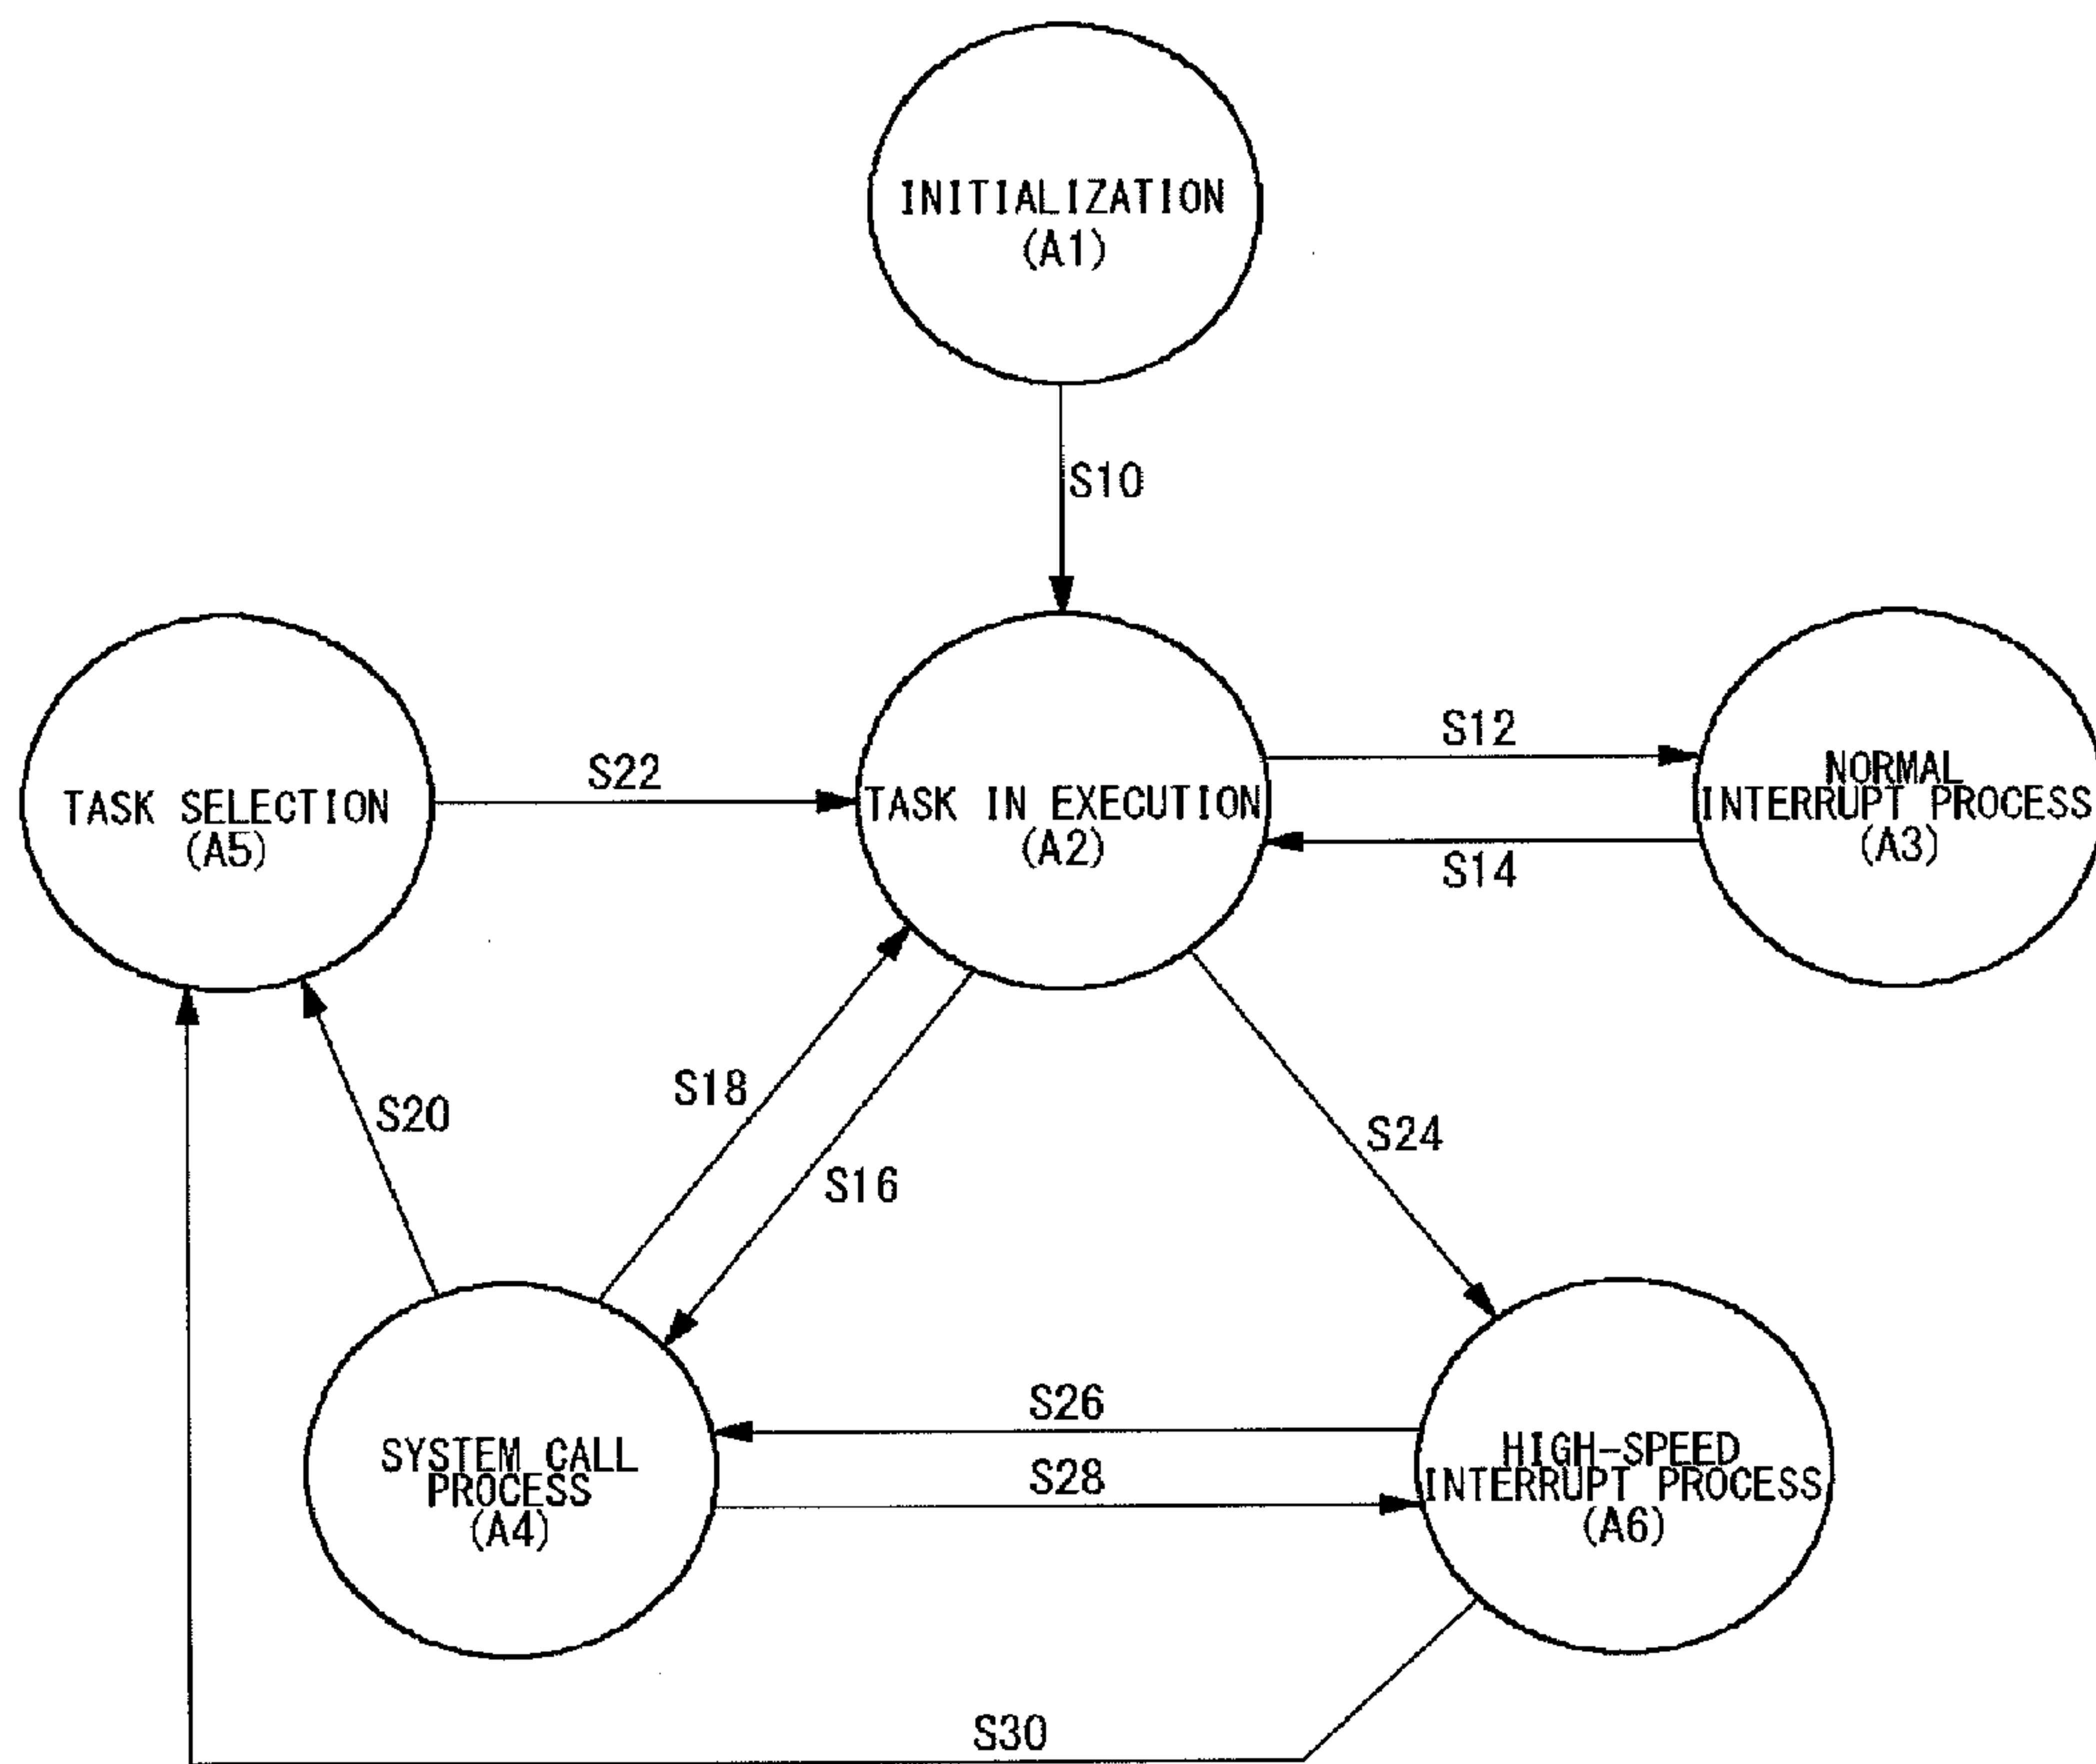 INITIALIZATION
(A1)
S10
S12
S22
NORMAL
INTERRUPT PROCESS
(A3)
TASK SELECTION
(A5)
TASK IN EXECUTION
(A2)
S14
S18
S20
S24
S16
S26
SYSTEM CALL
PROCESS
(A4)
HIGH-SPEED
INTERRUPT PROCESS
(A6)
S28
S30